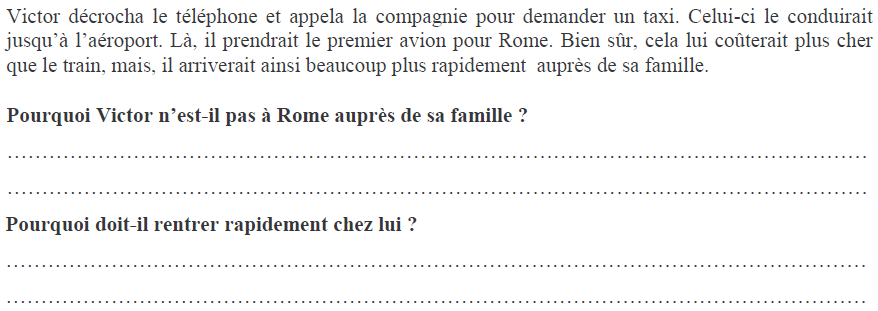 Victor décrocha le téléphone et appela la compagnie pour demander un taxi. Celui-ci le conduirait
jusqu'à l'aéroport. Là, il prendrait le premier avion pour Rome. Bien sûr, cela lui coûterait plus cher
que le train, mais, il arriverait ainsi beaucoup plus rapidement auprès de sa famille.
Pourquoi Victor n'est-il pas à Rome auprès de sa famille ?
……………………………………………………………………………………………………………
……………………………………………………………………………………………………………
Pourquoi doit-il rentrer rapidement chez lui ?
……………………………………………………………………………………………………………
……………………………………………………………………………………………………………